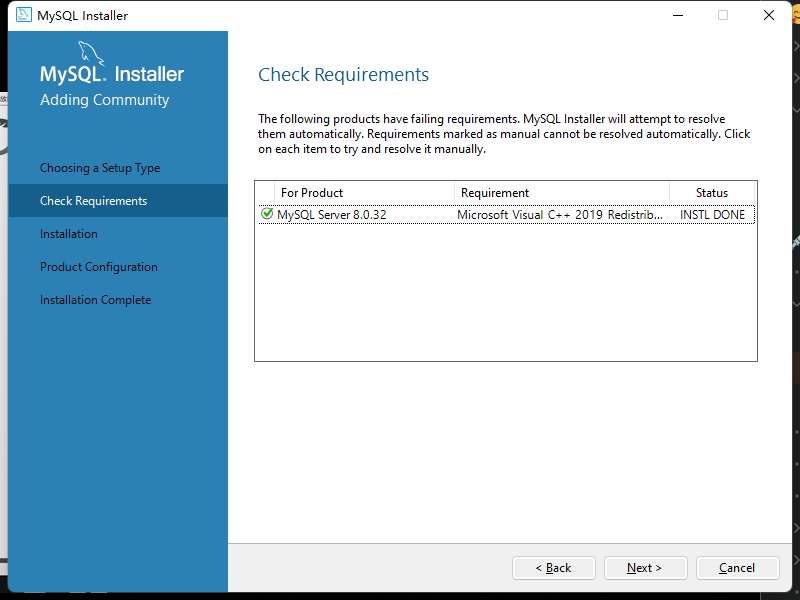 MySQL Installer
MySQL. Installer
Adding Community
Choosing a Setup Type
Check Requirements
Installation
Product Configuration
Installation Complete
Check Requirements
The following products have failing requirements. MySQL Installer will attempt to resolve
them automatically. Requirements marked as manual cannot be resolved automatically. Click
on each item to try and resolve it manually.
For Product Requirement Status
MySQL Server 8.0.32 Microsoft Visual C++ 2019 Redistrib... INSTL DONE
< Back Next > Cancel